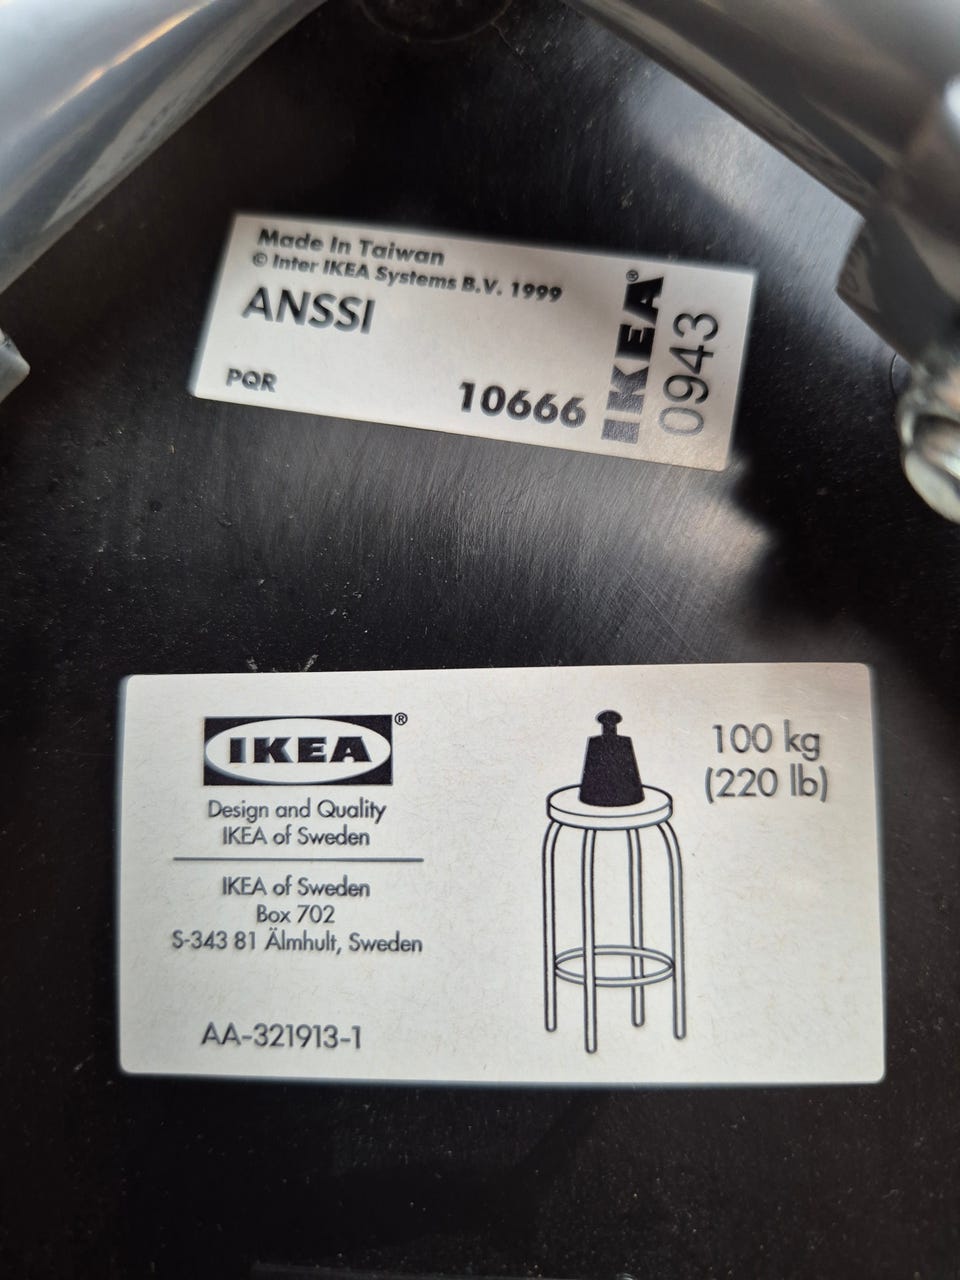 Made In Taiwan
© Inter IKEA Systems B.V. 1999
ANSSI
PQR
10666
IKEA®
0943
IKEA®
Design and Quality
IKEA of Sweden
IKEA of Sweden
Box 702
S-343 81 Älmhult, Sweden
AA-321913-1
100 kg
(220 lb)